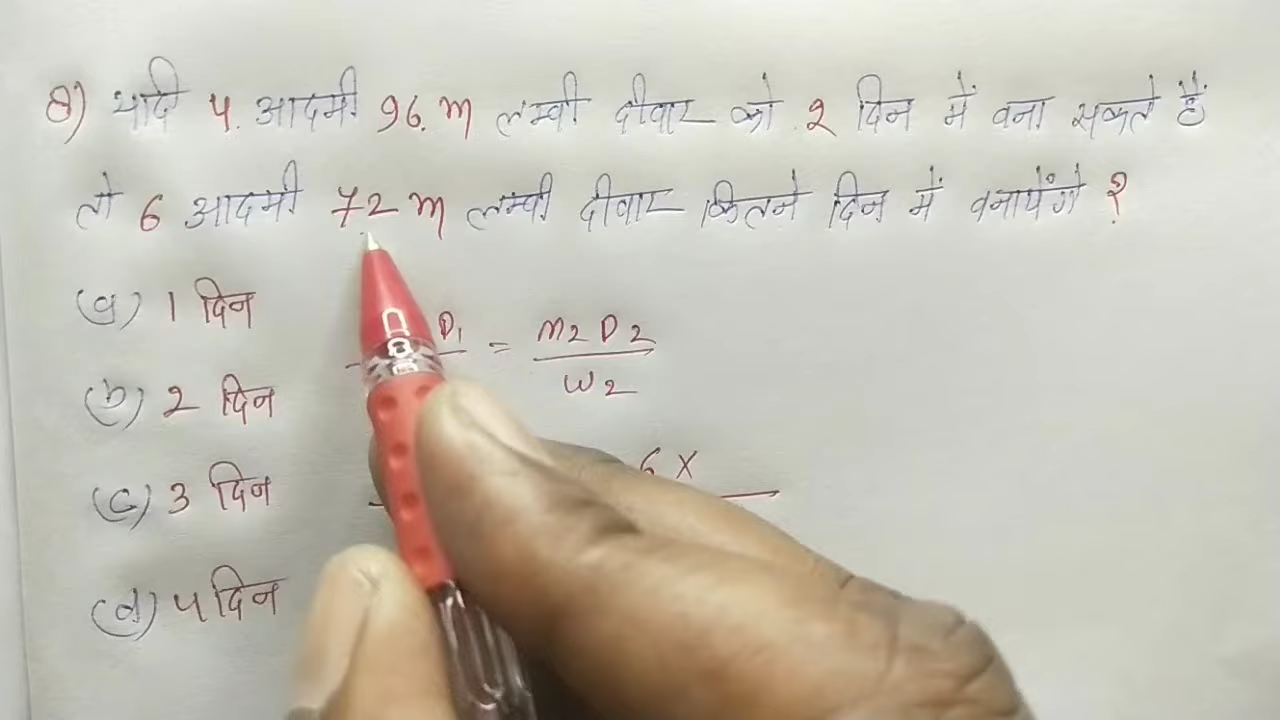 8) यदि 4 आदमी 96 m लम्बी दीवार को 2 दिन में बना सकते हैं
तो 6 आदमी 72 m लम्बी दीवार कितने दिन में बनायेंगे ?
(a) 1 दिन
D1 = M2 D2
W2
(b) 2 दिन
6 x
(c) 3 दिन
(d) 4 दिन